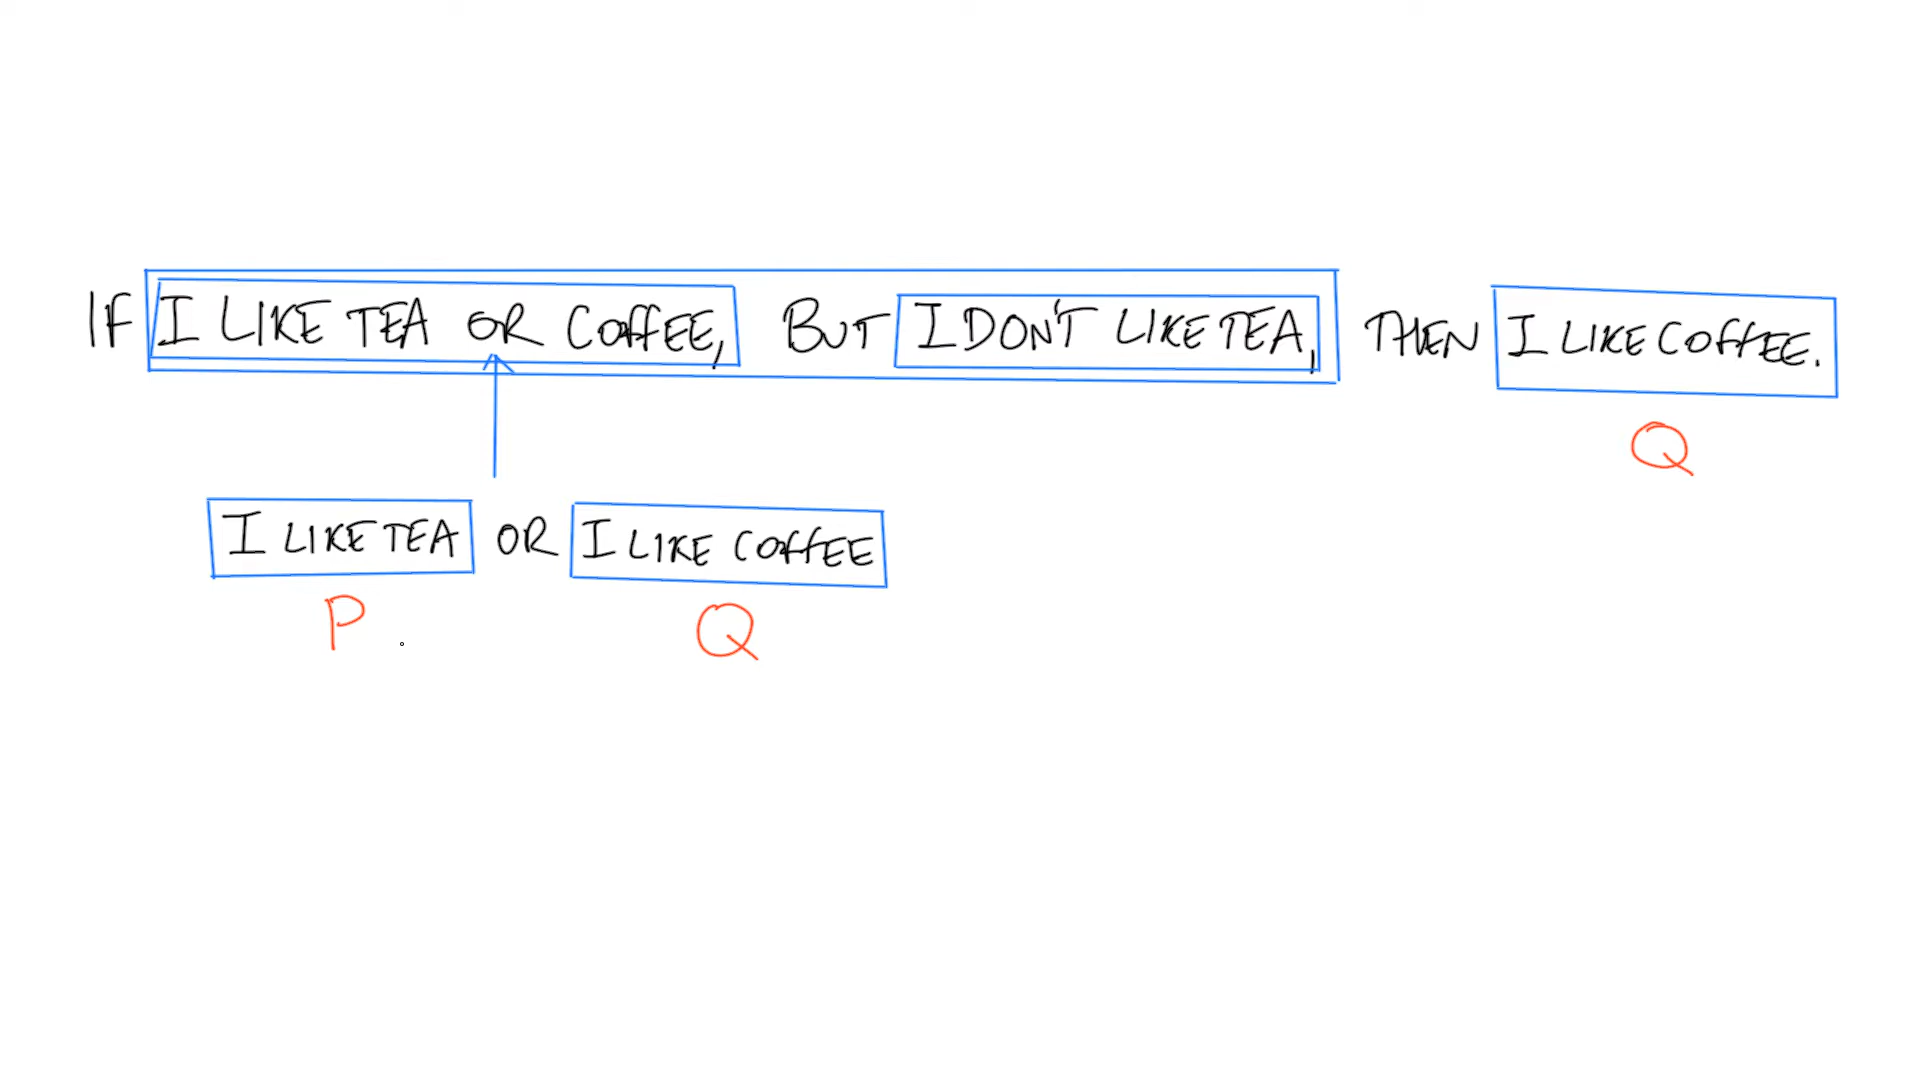 IF I LIKE TEA OR COFFEE, BUT I DON'T LIKE TEA, THEN I LIKE COFFEE.
Q
I LIKE TEA OR I LIKE COFFEE
P Q